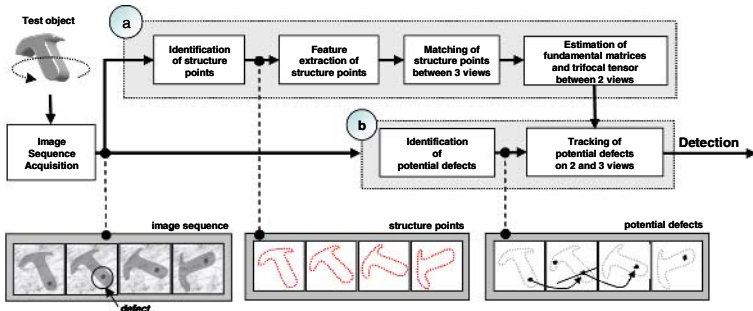 Test object
a
Identification
of structure
points
Feature
extraction of
structure points
Matching of
structure points
between 3 views
Estimation of
fundamental matrices
and trifocal tensor
between 2 views
Image
Sequence
Acquisition
b
Identification
of
potential defects
Tracking of
potential defects
on 2 and 3 views
Detection
image sequence
structure points
potential defects
defect